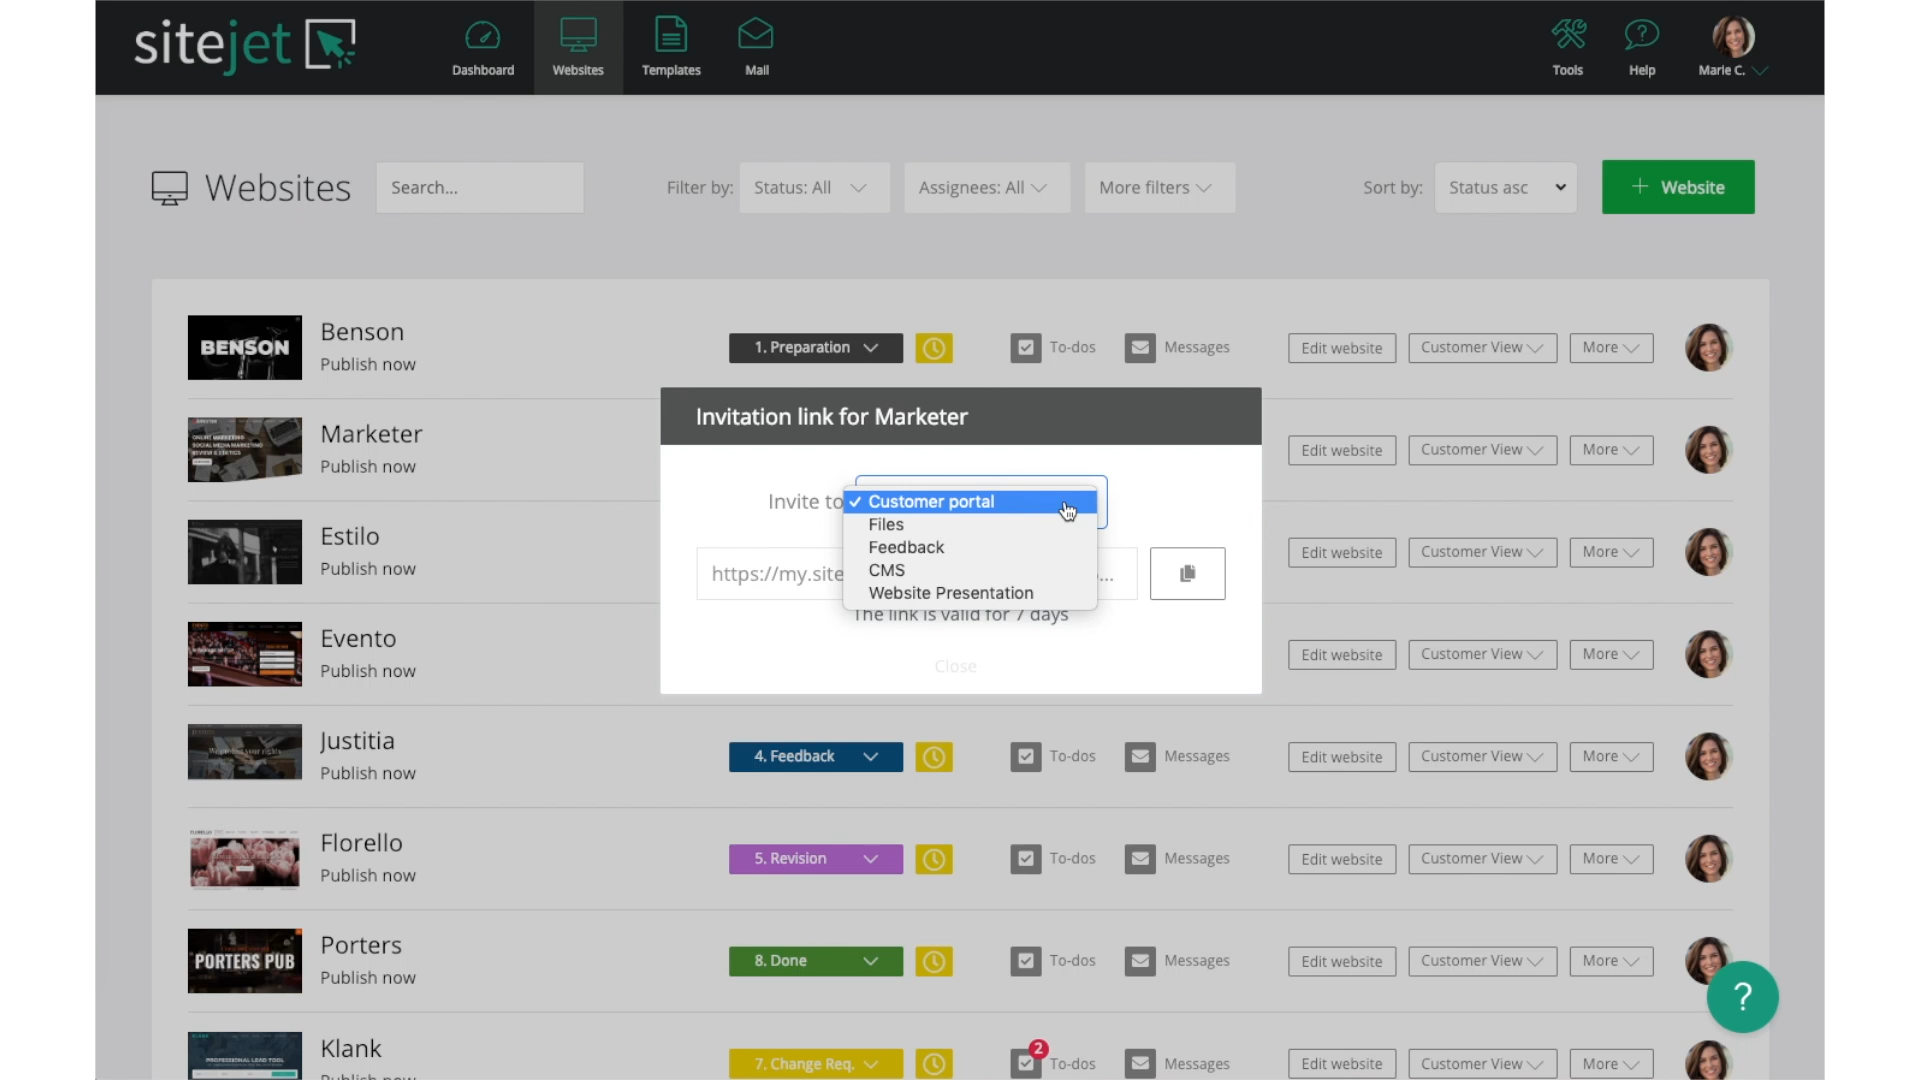 sitejet
Dashboard
Websites
Templates
Mail
Tools
Help
Marie C.
Websites
Search...
Filter by:
Status: All
Assignees: All
More filters
Sort by:
Status asc
+ Website
BENSON
Benson
Publish now
1. Preparation
To-dos
Messages
Edit website
Customer View
More
Invitation link for Marketer
Marketer
Publish now
Edit website
Customer View
More
Invite to
Customer portal
Files
Feedback
CMS
Website Presentation
https://my.site
...
The link is valid for 7 days
Close
Estilo
Publish now
Edit website
Customer View
More
Evento
Publish now
Edit website
Customer View
More
Justitia
Publish now
4. Feedback
To-dos
Messages
Edit website
Customer View
More
Florello
Publish now
5. Revision
To-dos
Messages
Edit website
Customer View
More
PORTERS PUB
Porters
Publish now
8. Done
To-dos
Messages
Edit website
Customer View
More
?
PROFESSIONAL LEAD TOOL
Klank
Publish now
7. Change Req.
2
To-dos
Messages
Edit website
Customer View
More